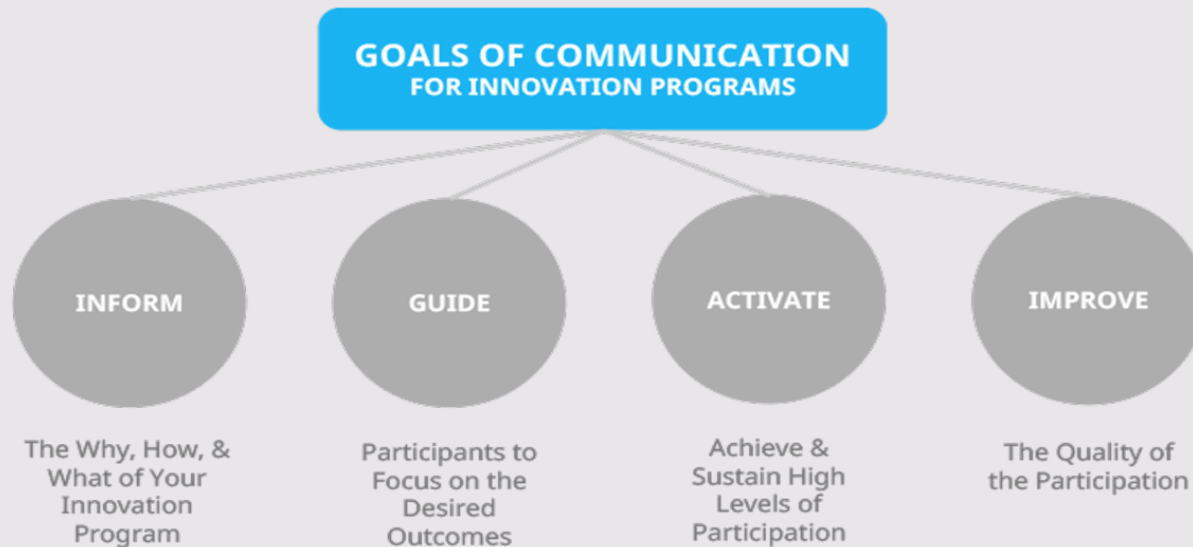 GOALS OF COMMUNICATION
FOR INNOVATION PROGRAMS
INFORM
The Why, How, &
What of Your
Innovation
Program
GUIDE
Participants to
Focus on the
Desired
Outcomes
ACTIVATE
Achieve &
Sustain High
Levels of
Participation
IMPROVE
The Quality of
the Participation